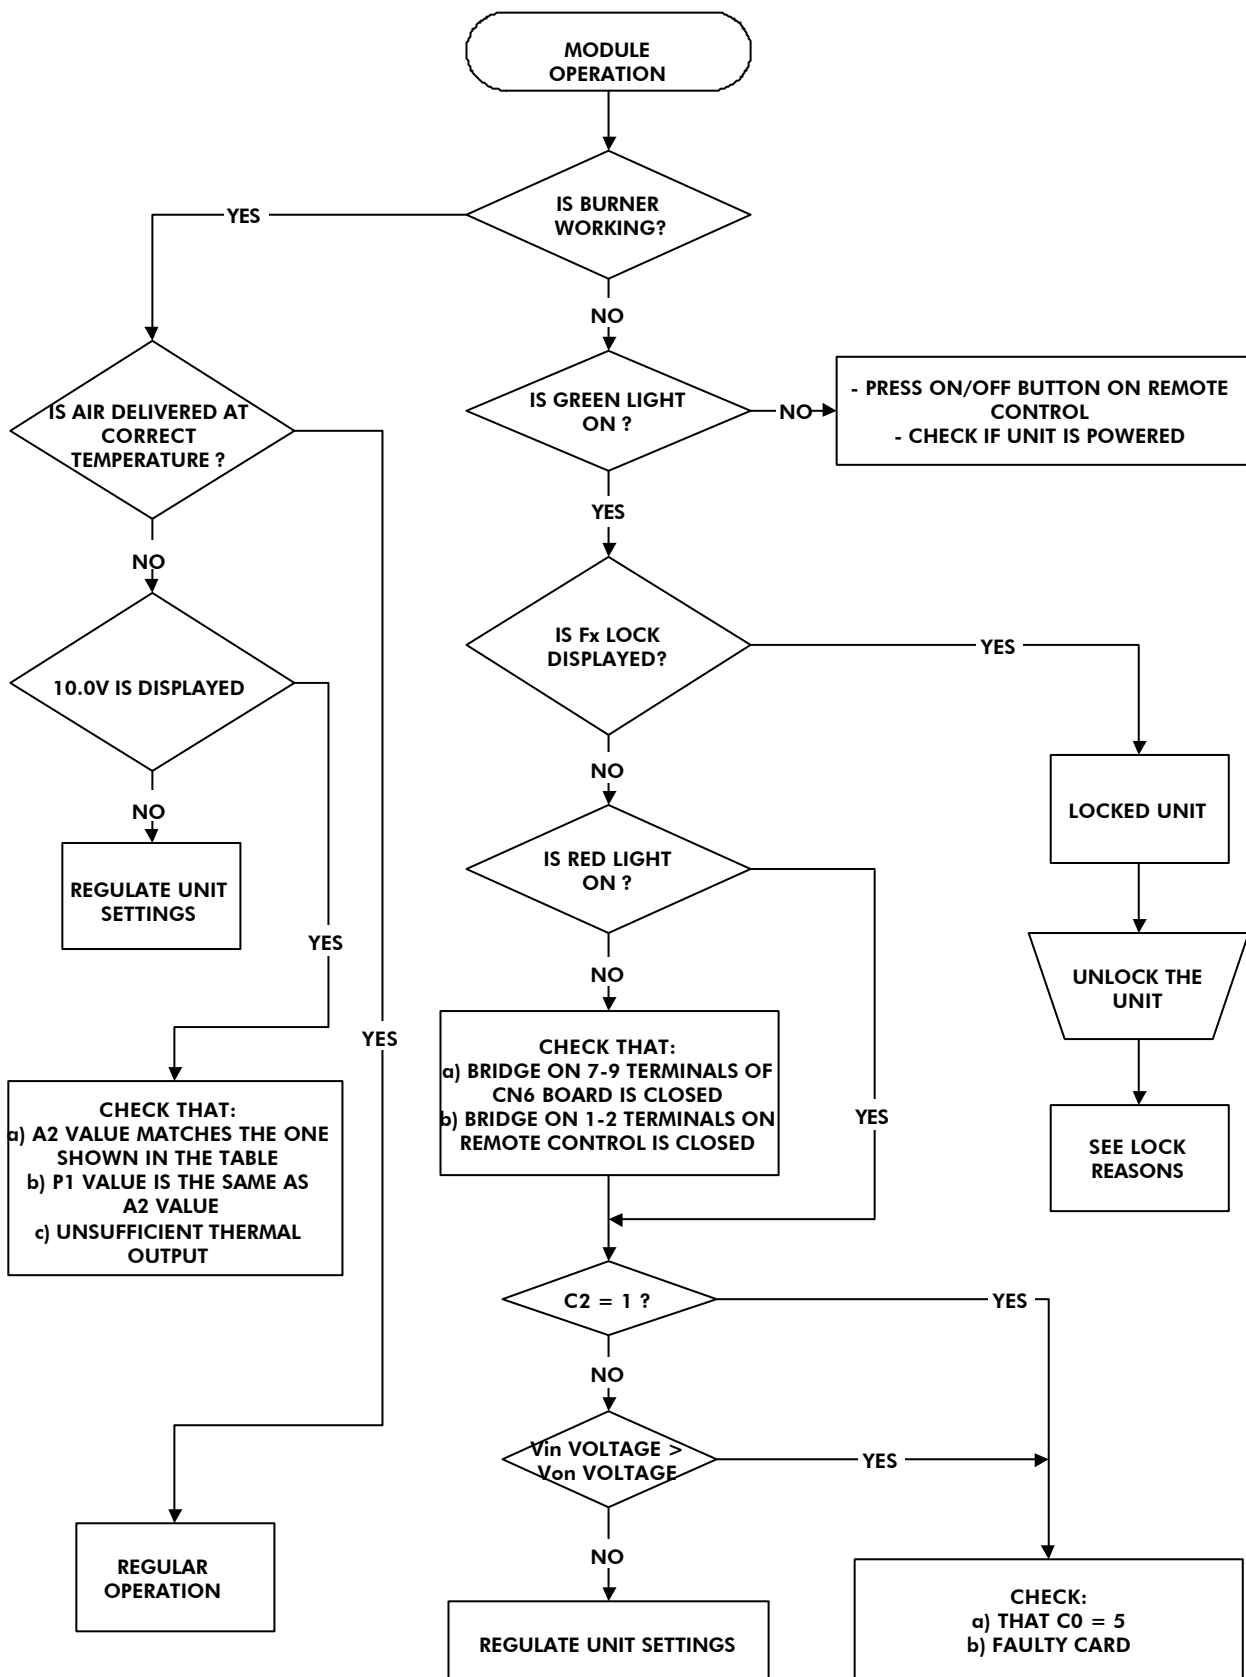 MODULE
OPERATION
IS BURNER
WORKING?
YES
NO
IS AIR DELIVERED AT
CORRECT
TEMPERATURE ?
IS GREEN LIGHT
ON ?
NO
- PRESS ON/OFF BUTTON ON REMOTE
CONTROL
- CHECK IF UNIT IS POWERED
YES
NO
IS Fx LOCK
DISPLAYED?
YES
10.0V IS DISPLAYED
NO
NO
LOCKED UNIT
IS RED LIGHT
ON ?
REGULATE UNIT
SETTINGS
YES
NO
UNLOCK THE
UNIT
YES
CHECK THAT:
a) BRIDGE ON 7-9 TERMINALS OF
CN6 BOARD IS CLOSED
b) BRIDGE ON 1-2 TERMINALS ON
REMOTE CONTROL IS CLOSED
YES
CHECK THAT:
a) A2 VALUE MATCHES THE ONE
SHOWN IN THE TABLE
b) P1 VALUE IS THE SAME AS
A2 VALUE
c) UNSUFFICIENT THERMAL
OUTPUT
SEE LOCK
REASONS
C2 = 1 ?
YES
NO
Vin VOLTAGE >
Von VOLTAGE
YES
NO
REGULAR
OPERATION
REGULATE UNIT SETTINGS
CHECK:
a) THAT C0 = 5
b) FAULTY CARD